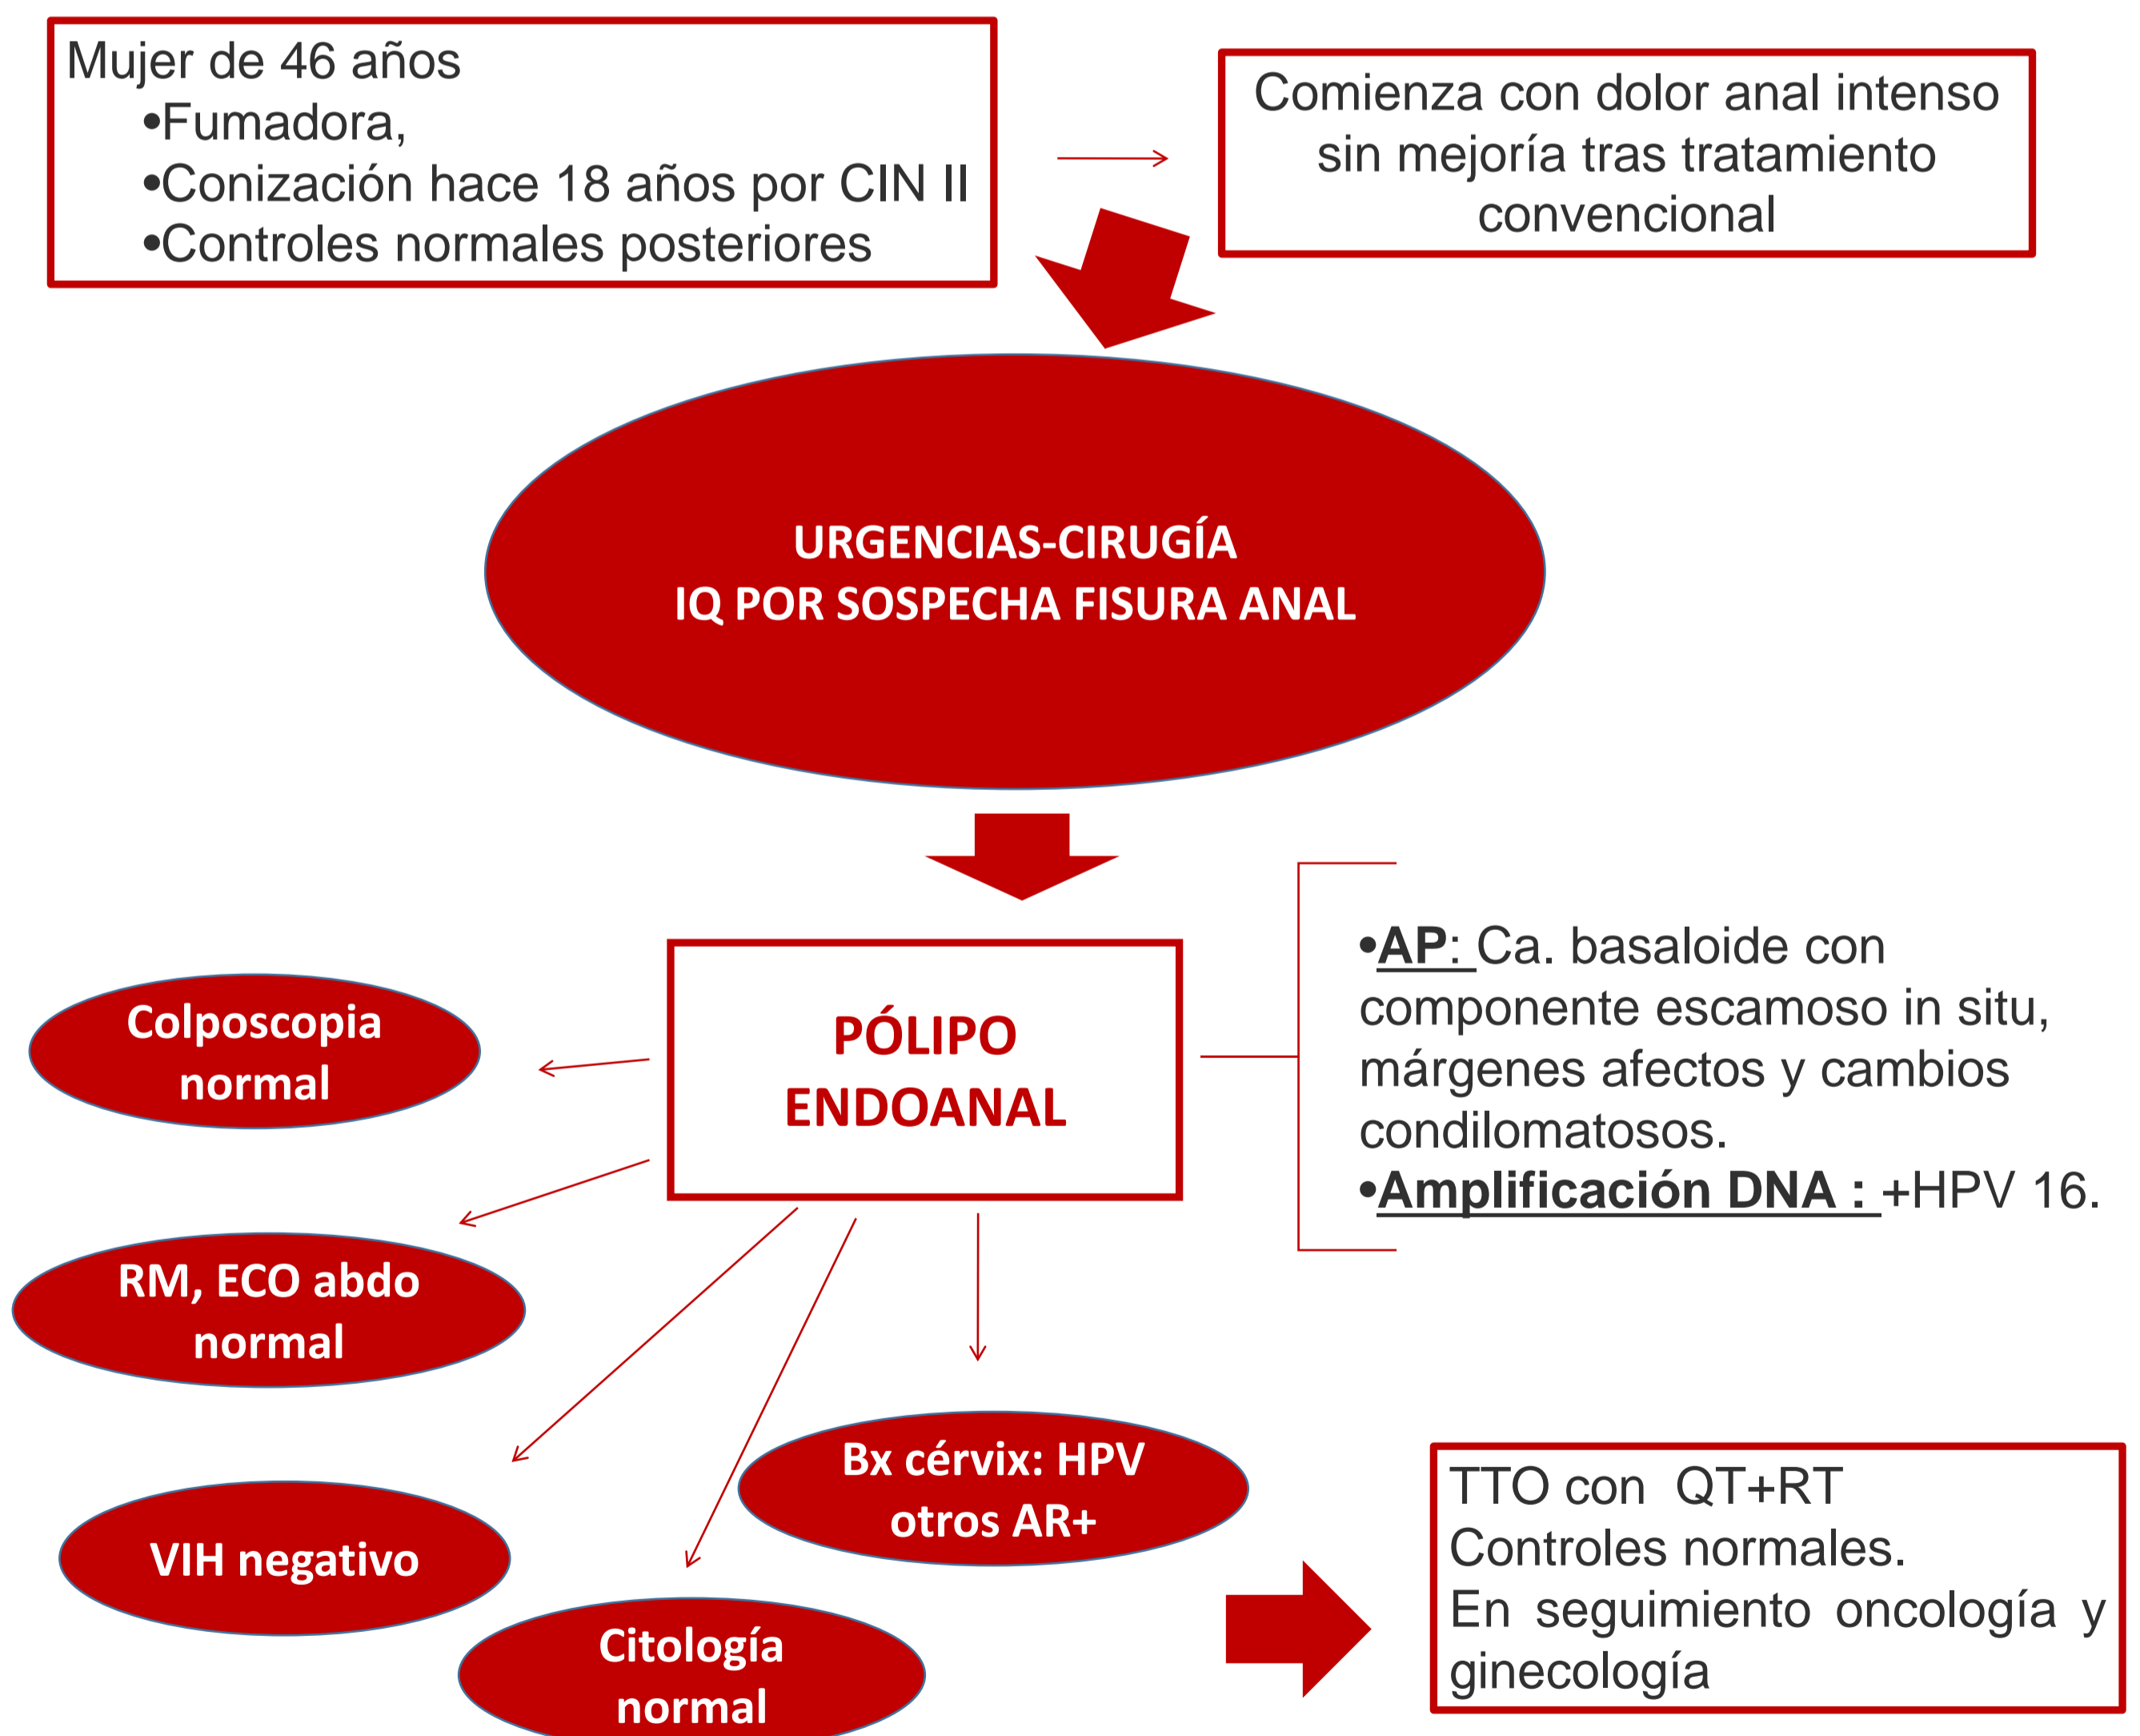 Mujer de 46 años
•Fumadora,
•Conización hace 18 años por CIN II
•Controles normales posteriores
Comienza con dolor anal intenso
sin mejoría tras tratamiento
convencional
URGENCIAS-CIRUGÍA
IQ POR SOSPECHA FISURA ANAL
PÓLIPO
ENDOANAL
•AP: Ca. basaloide con
componente escamoso in situ,
márgenes afectos y cambios
condilomatosos.
•Amplificación DNA : +HPV 16.
Colposcopia
normal
RM, ECO abdo
normal
VIH negativo
Citología
normal
Bx cérvix: HPV
otros AR+
TTO con QT+RT
Controles normales.
En seguimiento oncología y
ginecología